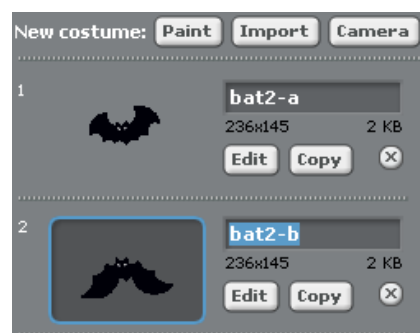 New costume: Paint Import Camera
1
bat2-a
236x145 2 KB
Edit Copy
2
bat2-b
236x145 2 KB
Edit Copy